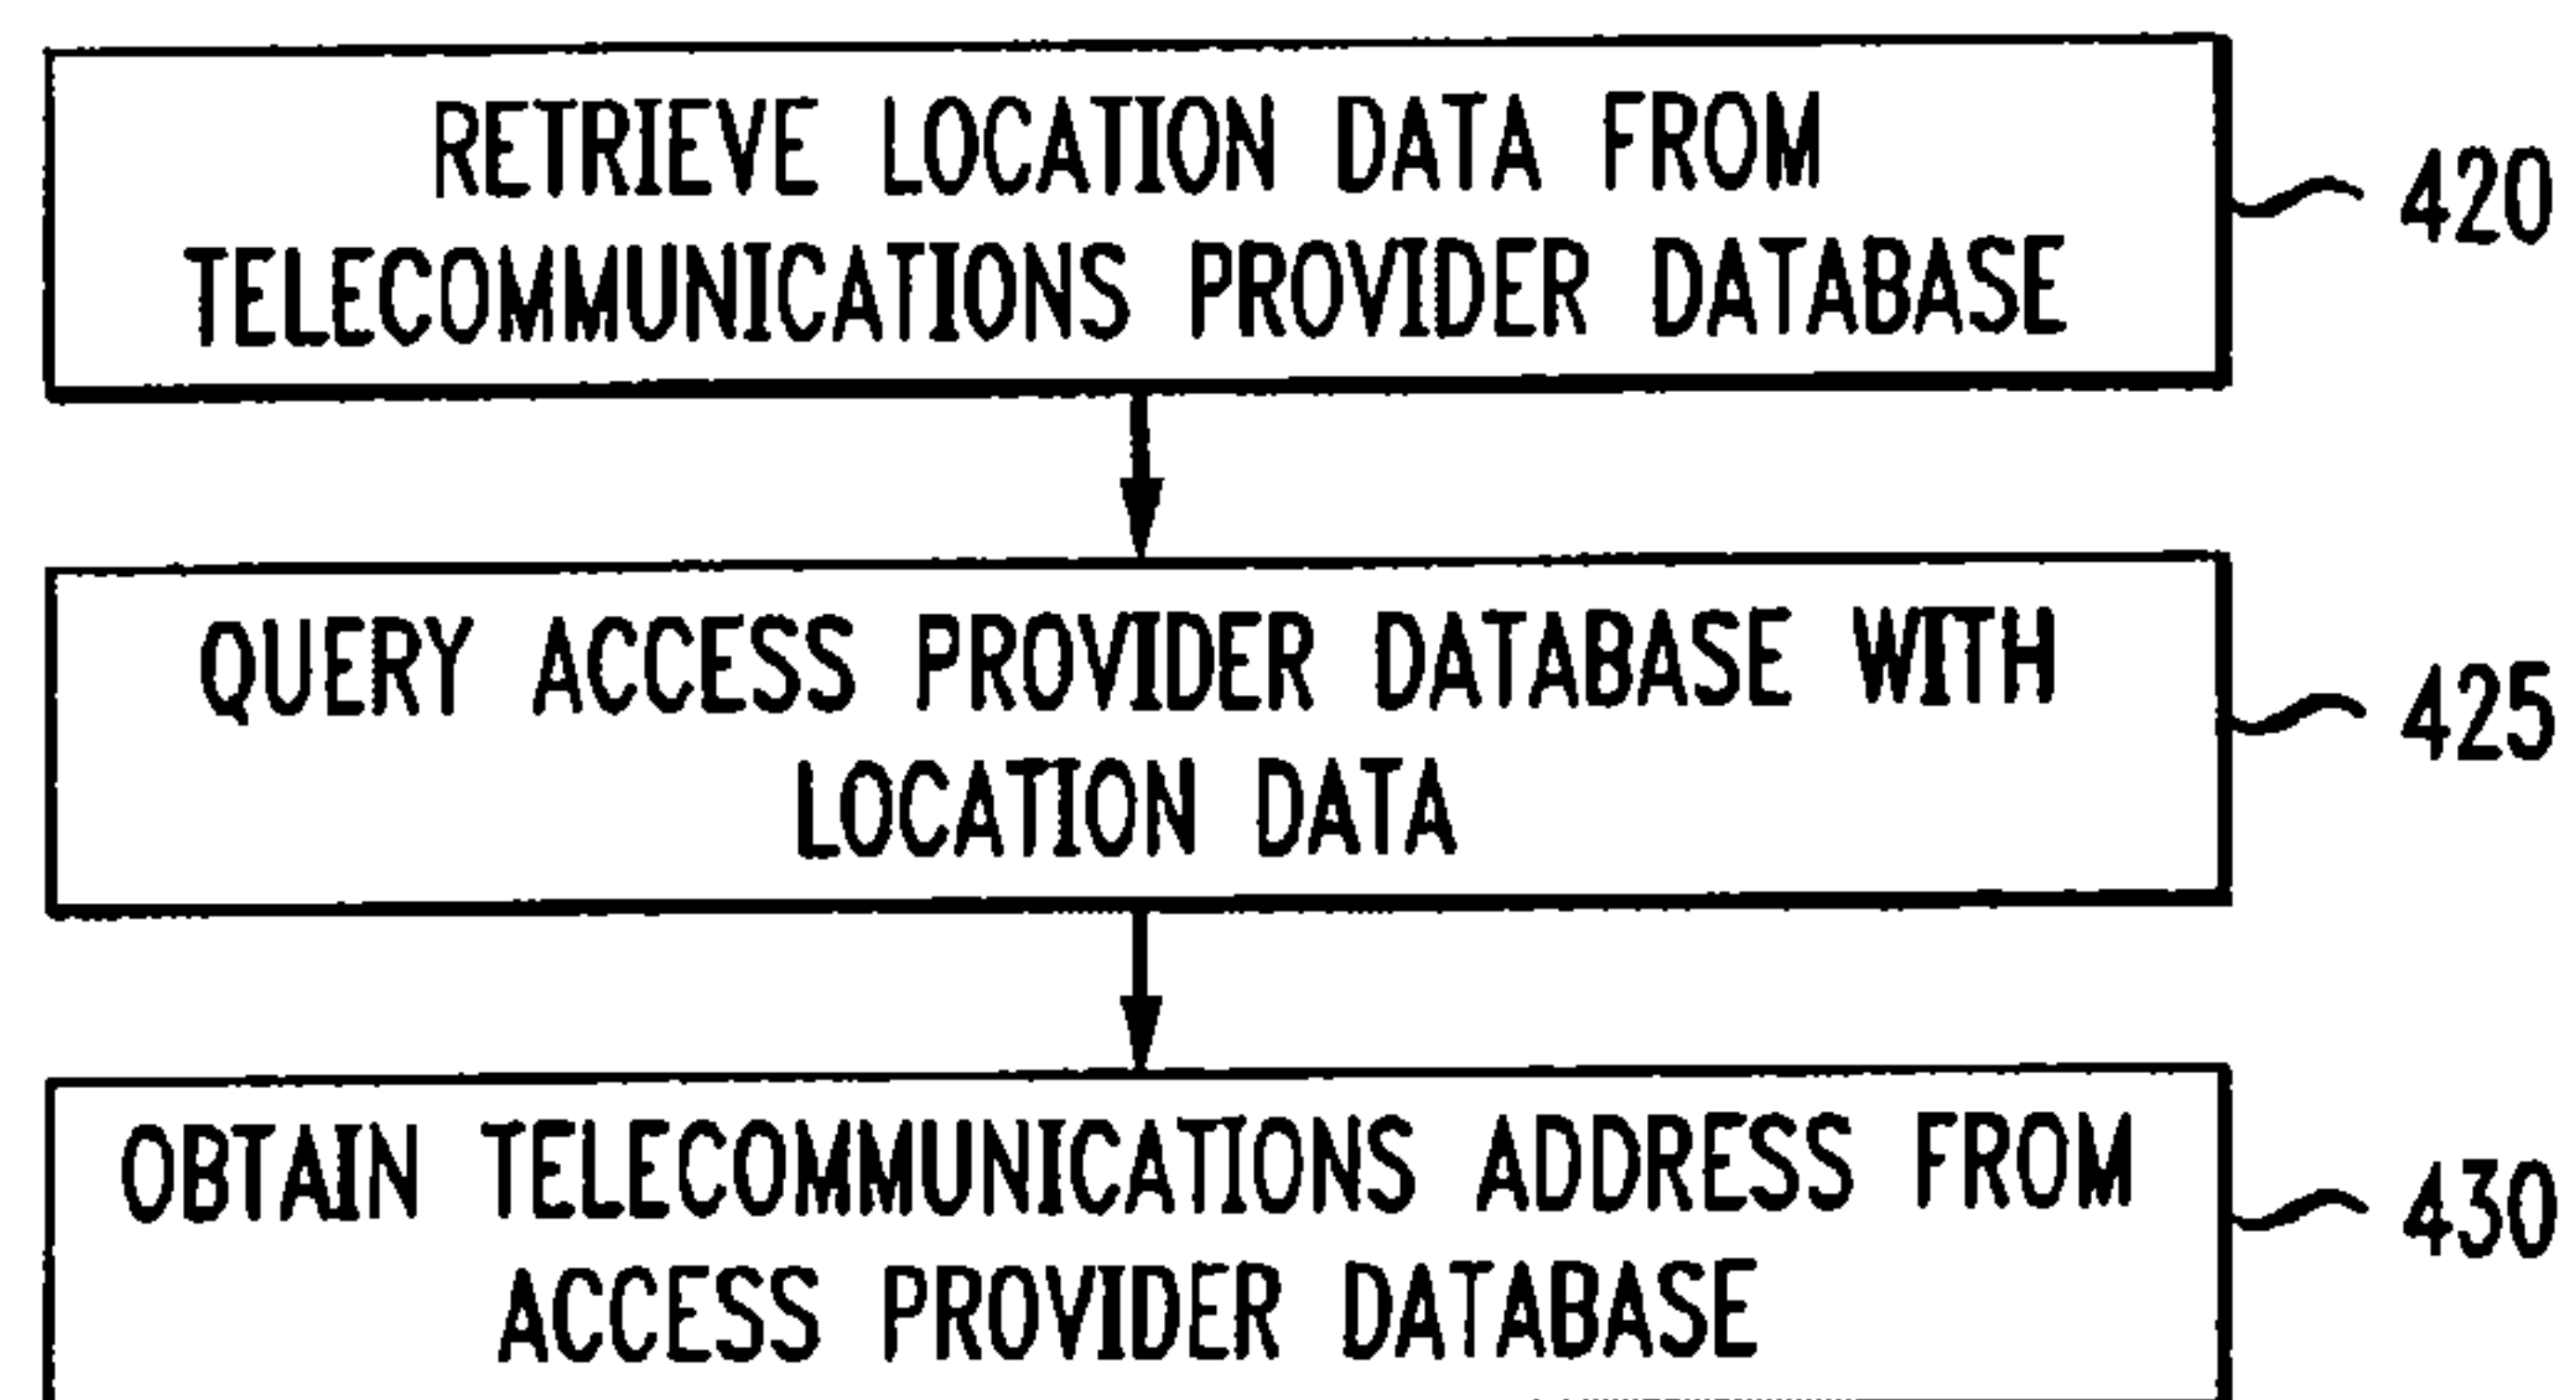 RETRIEVE LOCATION DATA FROM
TELECOMMUNICATIONS PROVIDER DATABASE
420
QUERY ACCESS PROVIDER DATABASE WITH
LOCATION DATA
425
OBTAIN TELECOMMUNICATIONS ADDRESS FROM
ACCESS PROVIDER DATABASE
430